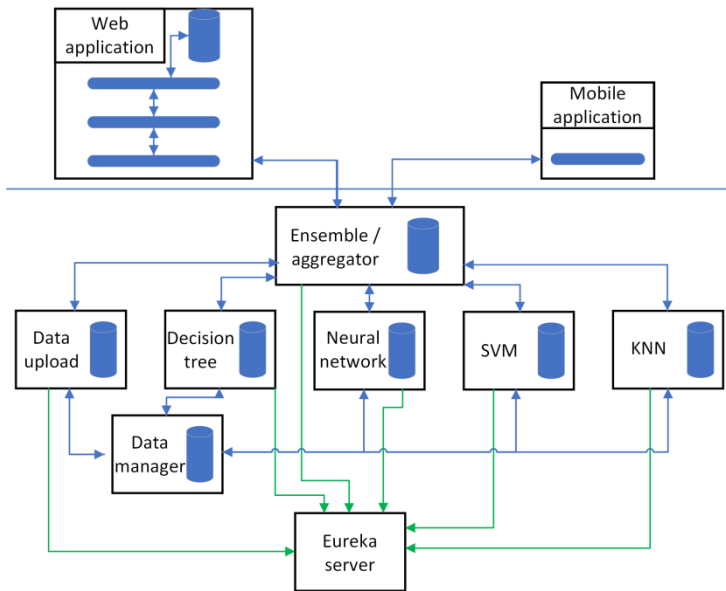 Web
application
Mobile
application
Ensemble /
aggregator
Data
upload
Decision
tree
Neural
network
SVM
KNN
Data
manager
Eureka
server